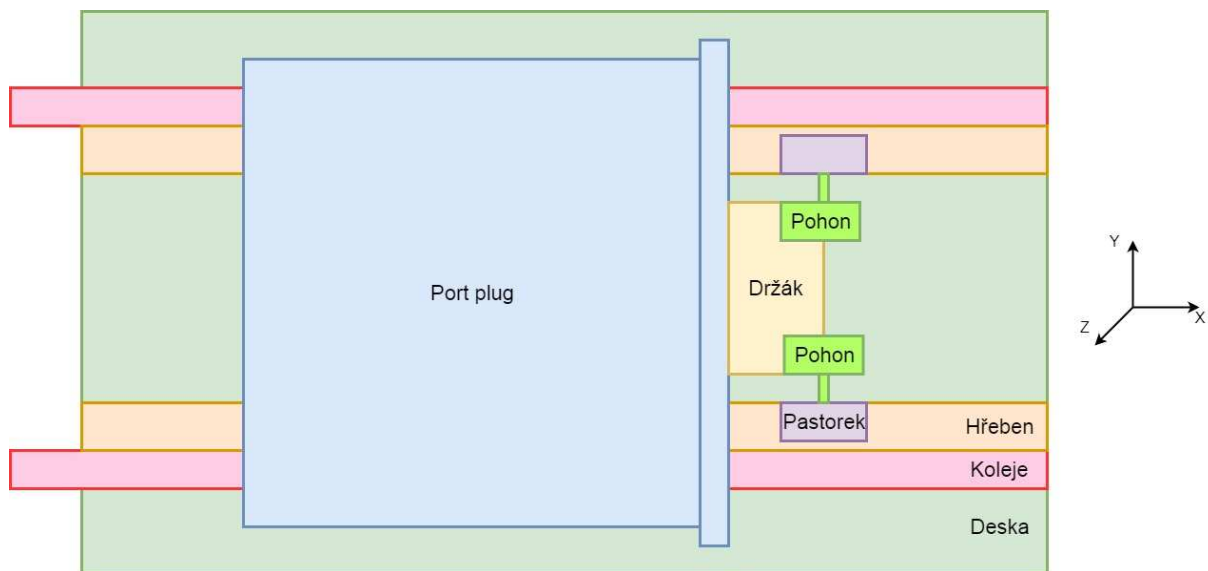 Pohon
Port plug
Držák
Pohon
Pastorek
Hřeben
Koleje
Deska
Y
Z
X